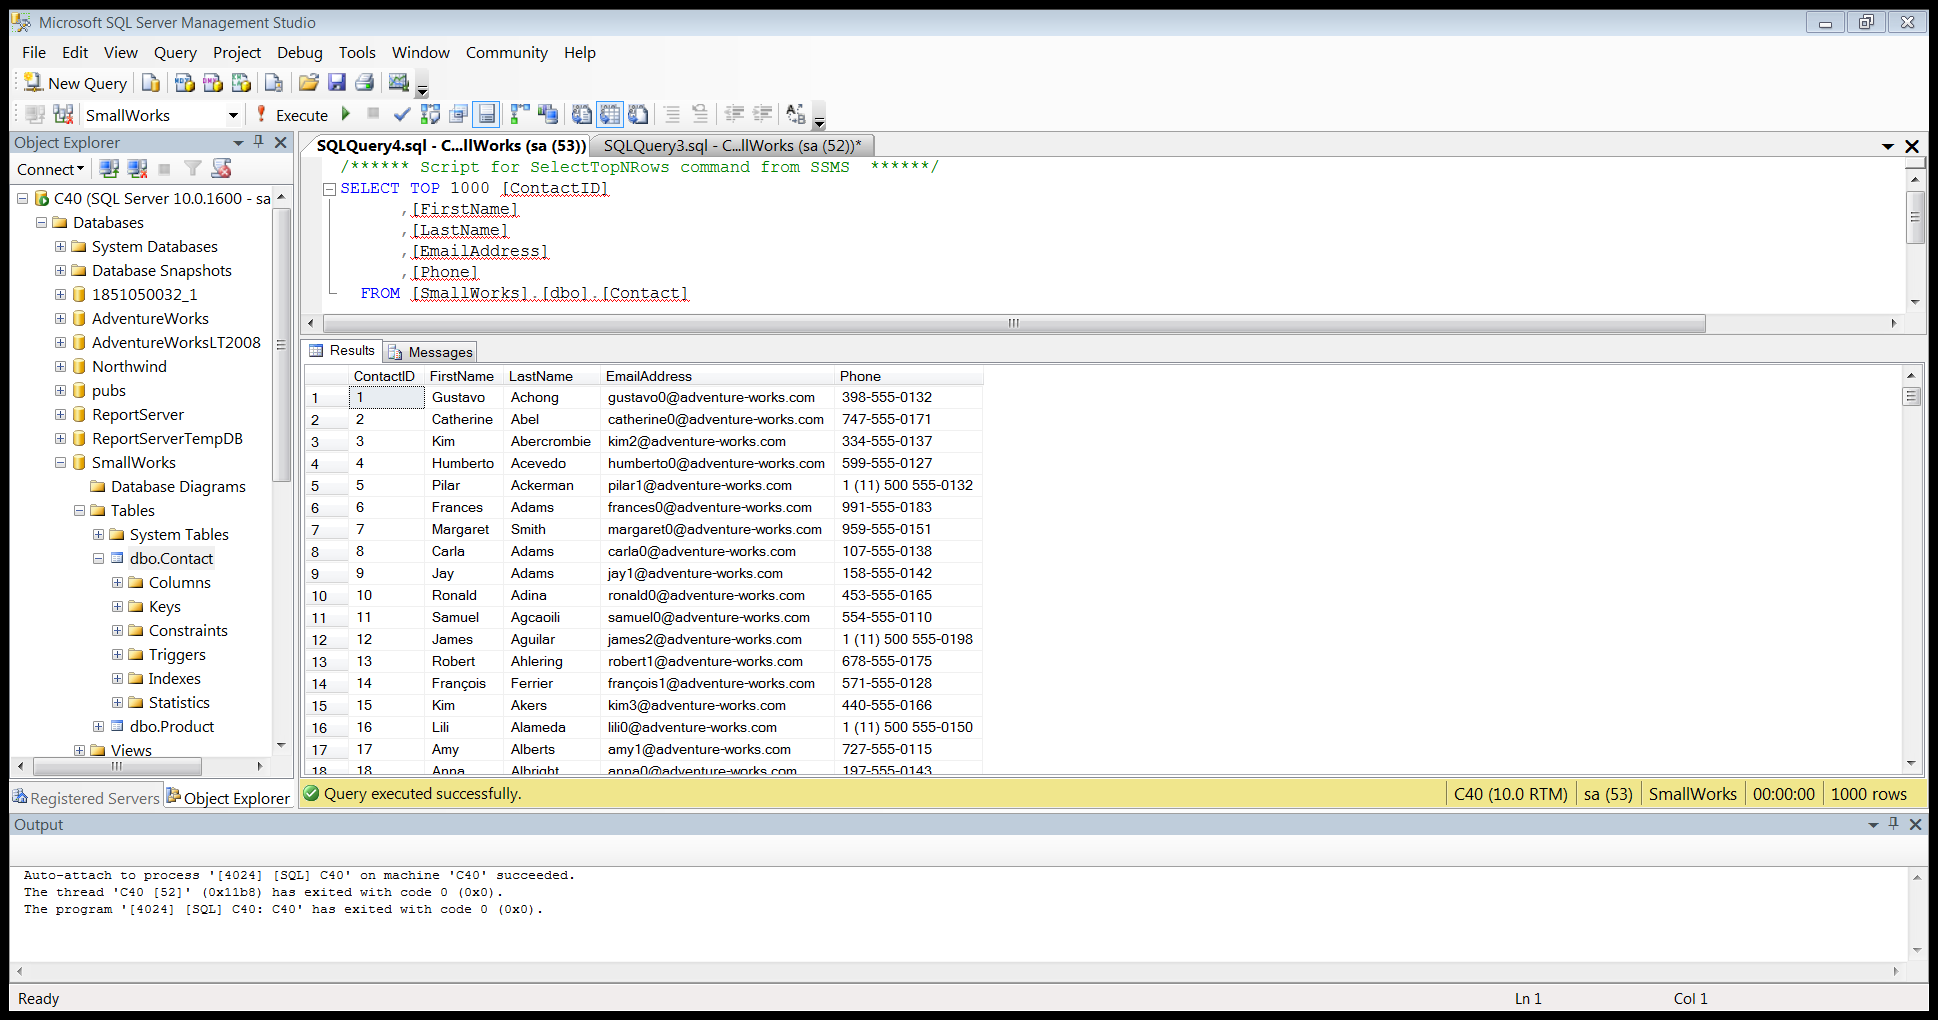 Microsoft SQL Server Management Studio
File Edit View Query Project Debug Tools Window Community Help
New Query
SmallWorks Execute
Object Explorer
Connect
C40 (SQL Server 10.0.1600 - sa
Databases
System Databases
Database Snapshots
1851050032_1
AdventureWorks
AdventureWorksLT2008
Northwind
pubs
ReportServer
ReportServerTempDB
SmallWorks
Database Diagrams
Tables
System Tables
dbo.Contact
Columns
Keys
Constraints
Triggers
Indexes
Statistics
dbo.Product
Views
Registered Servers Object Explorer
SQLQuery4.sql - C...llWorks (sa (53)) SQLQuery3.sql - C...llWorks (sa (52))*
/****** Script for SelectTopNRows command from SSMS ******/
SELECT TOP 1000 [ContactID]
,[FirstName]
,[LastName]
,[EmailAddress]
,[Phone]
FROM [SmallWorks].[dbo].[Contact]
Results Messages
ContactID FirstName LastName EmailAddress Phone
1 1 Gustavo Achong gustavo0@adventure-works.com 398-555-0132
2 2 Catherine Abel catherine0@adventure-works.com 747-555-0171
3 3 Kim Abercrombie kim2@adventure-works.com 334-555-0137
4 4 Humberto Acevedo humberto0@adventure-works.com 599-555-0127
5 5 Pilar Ackerman pilar1@adventure-works.com 1 (11) 500 555-0132
6 6 Frances Adams frances0@adventure-works.com 991-555-0183
7 7 Margaret Smith margaret0@adventure-works.com 959-555-0151
8 8 Carla Adams carla0@adventure-works.com 107-555-0138
9 9 Jay Adams jay1@adventure-works.com 158-555-0142
10 10 Ronald Adina ronald0@adventure-works.com 453-555-0165
11 11 Samuel Agcaoili samuel0@adventure-works.com 554-555-0110
12 12 James Aguilar james2@adventure-works.com 1 (11) 500 555-0198
13 13 Robert Ahlering robert1@adventure-works.com 678-555-0175
14 14 François Ferrier françois1@adventure-works.com 571-555-0128
15 15 Kim Akers kim3@adventure-works.com 440-555-0166
16 16 Lili Alameda lili0@adventure-works.com 1 (11) 500 555-0150
17 17 Amy Alberts amy1@adventure-works.com 727-555-0115
18 18 Anna Albright anna0@adventure-works.com 197-555-0143
Query executed successfully. C40 (10.0 RTM) sa (53) SmallWorks 00:00:00 1000 rows
Output
Auto-attach to process '[4024] [SQL] C40' on machine 'C40' succeeded.
The thread 'C40 [52]' (0x11b8) has exited with code 0 (0x0).
The program '[4024] [SQL] C40: C40' has exited with code 0 (0x0).
Ready Ln 1 Col 1